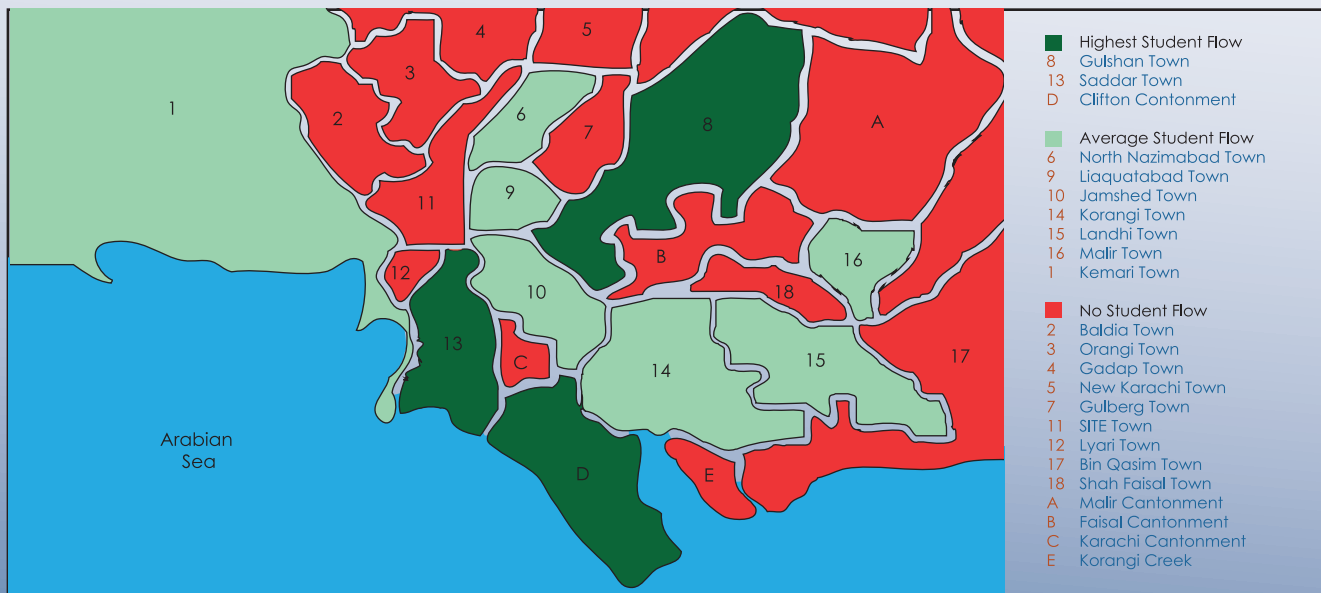 1
2
3
4
5
6
7
8
9
10
11
12
13
14
15
16
17
18
A
B
C
D
E
Arabian
Sea
Highest Student Flow
8 Gulshan Town
13 Saddar Town
D Clifton Contonment
Average Student Flow
6 North Nazimabad Town
9 Liaquatabad Town
10 Jamshed Town
14 Korangi Town
15 Landhi Town
16 Malir Town
1 Kemari Town
No Student Flow
2 Baldia Town
3 Orangi Town
4 Gadap Town
5 New Karachi Town
7 Gulberg Town
11 SITE Town
12 Lyari Town
17 Bin Qasim Town
18 Shah Faisal Town
A Malir Cantonment
B Faisal Cantonment
C Karachi Cantonment
E Korangi Creek